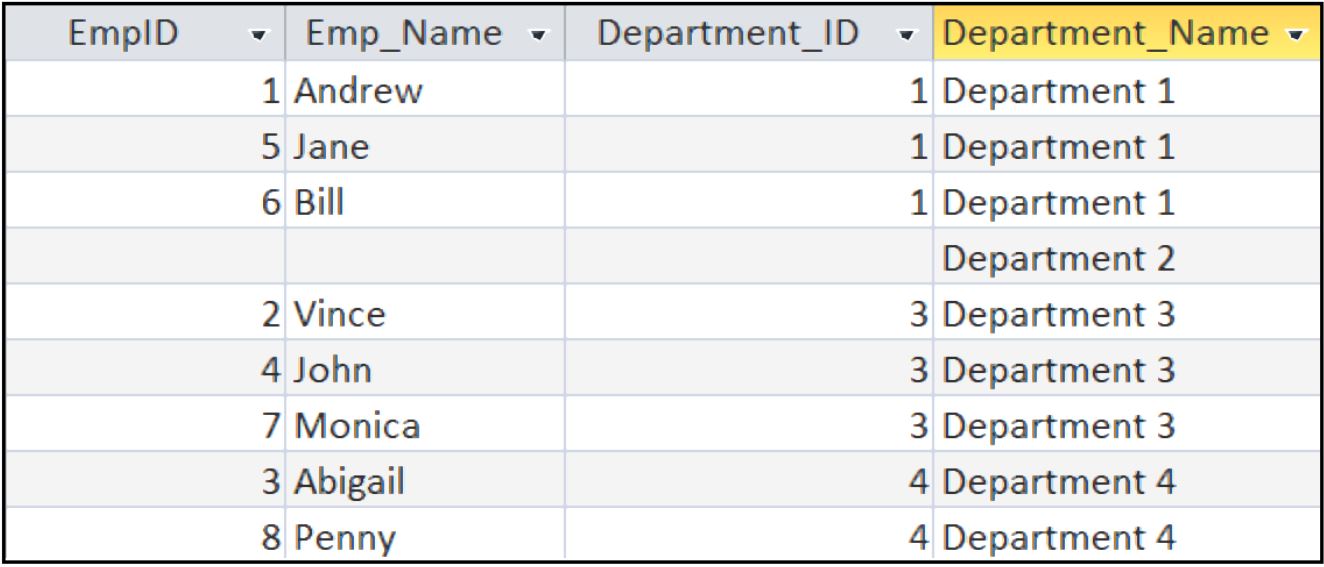 EmpID Emp_Name Department_ID Department_Name
1 Andrew 1 Department 1
5 Jane 1 Department 1
6 Bill 1 Department 1
Department 2
2 Vince 3 Department 3
4 John 3 Department 3
7 Monica 3 Department 3
3 Abigail 4 Department 4
8 Penny 4 Department 4